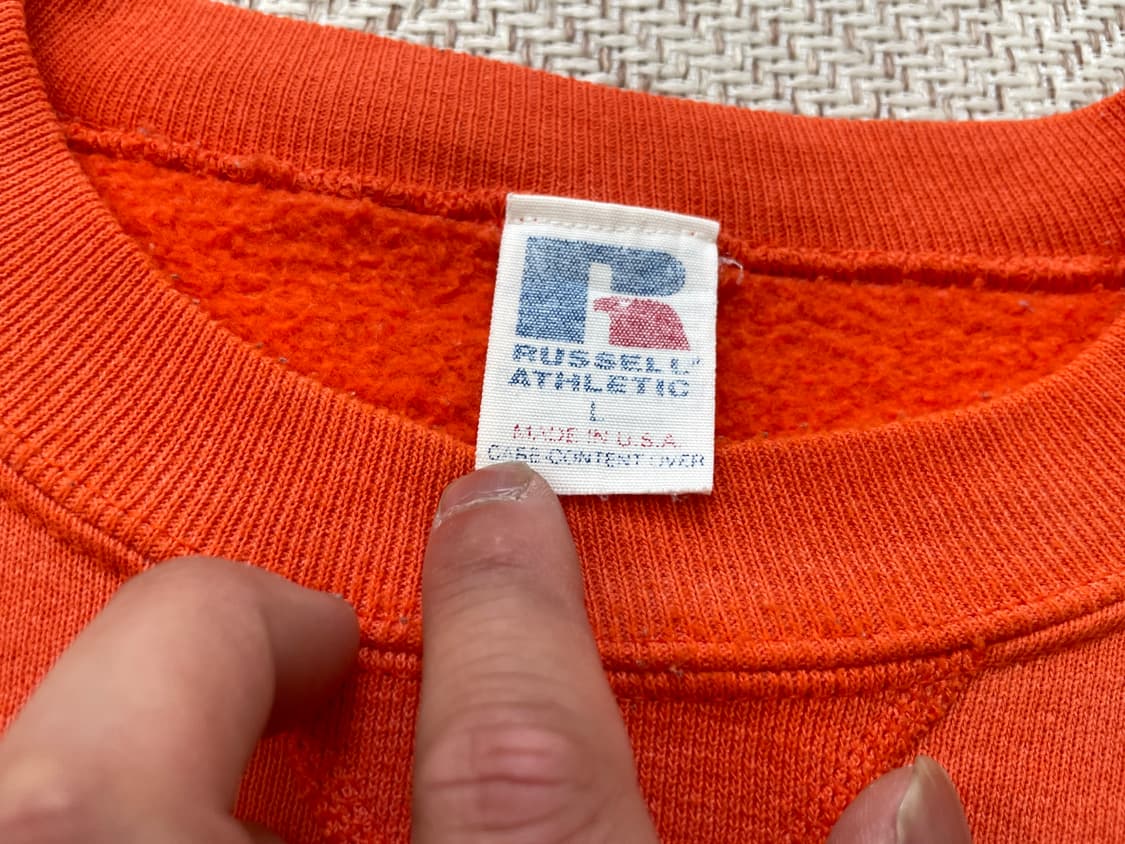 RUSSELL
ATHLETIC
L
MADE IN U.S.A.
CARE-CONTENT OVER